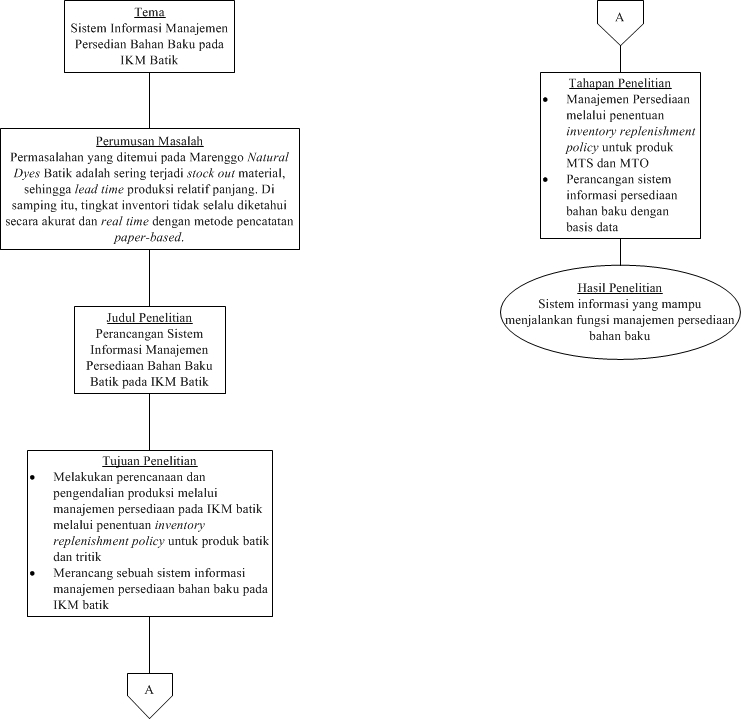 Tema
Sistem Informasi Manajemen
Persedian Bahan Baku pada
IKM Batik
Perumusan Masalah
Permasalahan yang ditemui pada Marenggo Natural
Dyes Batik adalah sering terjadi stock out material,
sehingga lead time produksi relatif panjang. Di
samping itu, tingkat inventori tidak selalu diketahui
secara akurat dan real time dengan metode pencatatan
paper-based.
Judul Penelitian
Perancangan Sistem
Informasi Manajemen
Persediaan Bahan Baku
Batik pada IKM Batik
Tujuan Penelitian
• Melakukan perencanaan dan
pengendalian produksi melalui
manajemen persediaan pada IKM batik
melalui penentuan inventory
replenishment policy untuk produk batik
dan tritik
• Merancang sebuah sistem informasi
manajemen persediaan bahan baku pada
IKM batik
A
A
Tahapan Penelitian
• Manajemen Persediaan
melalui penentuan
inventory replenishment
policy untuk produk
MTS dan MTO
• Perancangan sistem
informasi persediaan
bahan baku dengan
basis data
Hasil Penelitian
Sistem informasi yang mampu
menjalankan fungsi manajemen persediaan
bahan baku